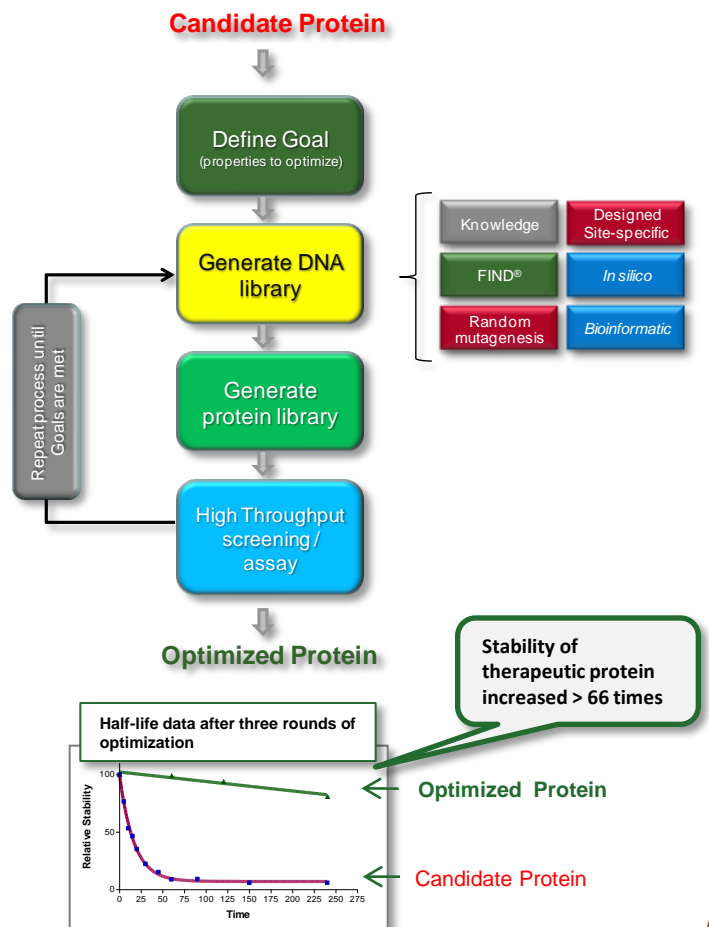 Candidate Protein
Define Goal
(properties to optimize)
Generate DNA
library
Knowledge
Designed
Site-specific
FIND®
In silico
Random
mutagenesis
Bioinformatic
Repeat process until
Goals are met
Generate
protein library
High Throughput
screening /
assay
Optimized Protein
Stability of
therapeutic protein
increased > 66 times
Half-life data after three rounds of
optimization
Relative Stability
100
50
0
0 25 50 75 100 125 150 175 200 225 250 275
Time
Optimized Protein
Candidate Protein